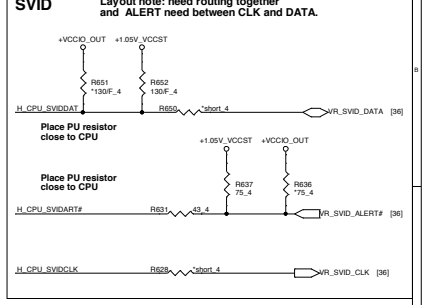 SVID
Layout note: need routing together
and ALERT need between CLK and DATA.
+VCCIO_OUT +1.05V_VCCST
R651 R652
*130/F_4 130/F_4
H_CPU_SVIDDAT R650 *short_4 VR_SVID_DATA [36]
Place PU resistor
close to CPU
+1.05V_VCCST +VCCIO_OUT
Place PU resistor
close to CPU
R637 R636
75_4 *75_4
H_CPU_SVIDART# R631 43_4 VR_SVID_ALERT# [36]
H_CPU_SVIDCLK R628 *short_4 VR_SVID_CLK [36]
B